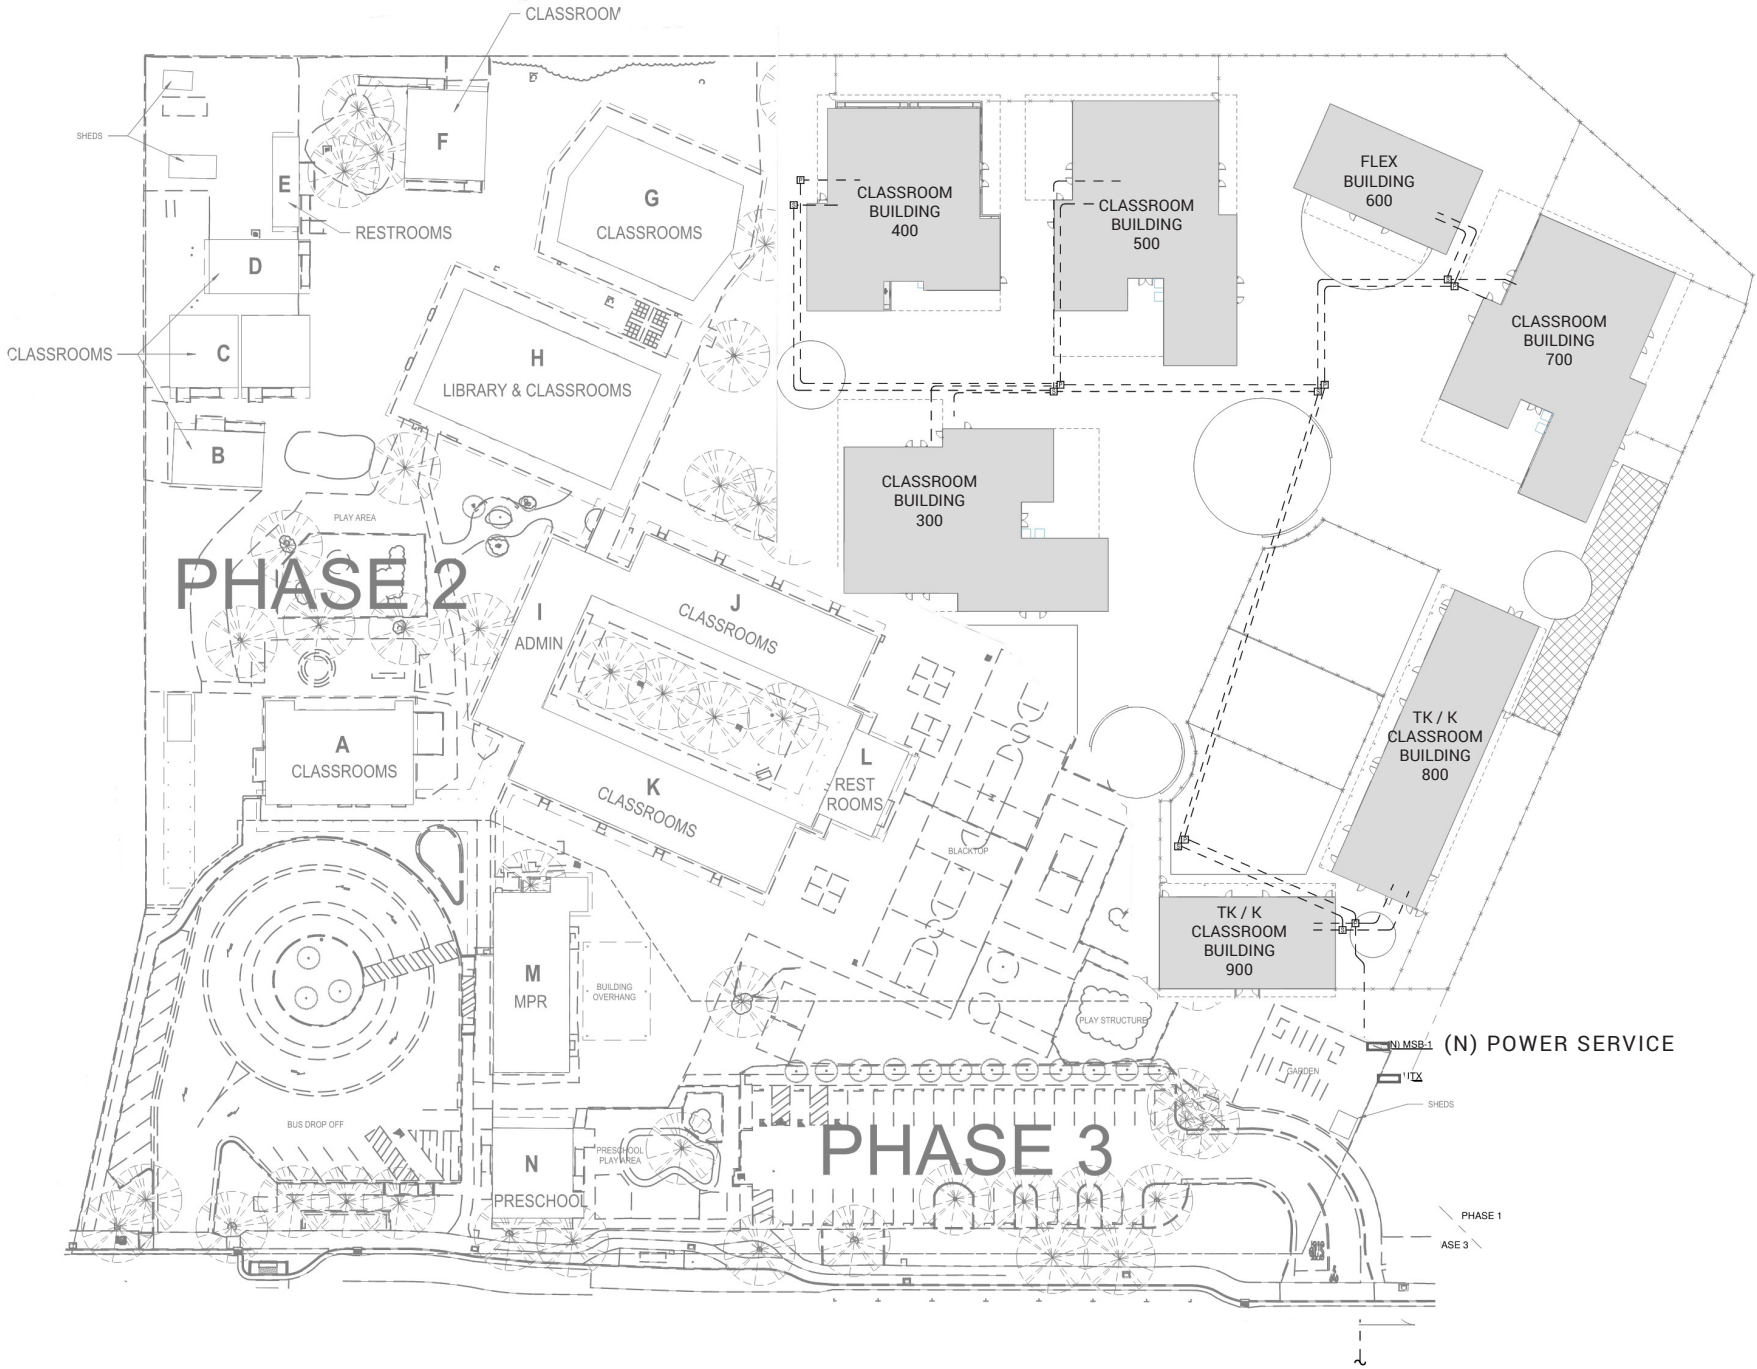 CLASSROOM
SHEDS
F
E
G
CLASSROOMS
RESTROOMS
D
C
CLASSROOMS
H
LIBRARY & CLASSROOMS
B
CLASSROOM
BUILDING
400
CLASSROOM
BUILDING
500
FLEX
BUILDING
600
CLASSROOM
BUILDING
700
CLASSROOM
BUILDING
300
PLAY AREA
PHASE 2
I
ADMIN
J
CLASSROOMS
A
CLASSROOMS
K
CLASSROOMS
L
REST
ROOMS
BLACKTOP
TK / K
CLASSROOM
BUILDING
800
TK / K
CLASSROOM
BUILDING
900
M
MPR
BUILDING
OVERHANG
PLAY STRUCTURE
(N) MSB-1
(N) POWER SERVICE
GARDEN
SHEDS
BUS DROP OFF
PHASE 3
N
PRESCHOOL
PRESCHOOL
PLAY AREA
PHASE 1
ASE 3